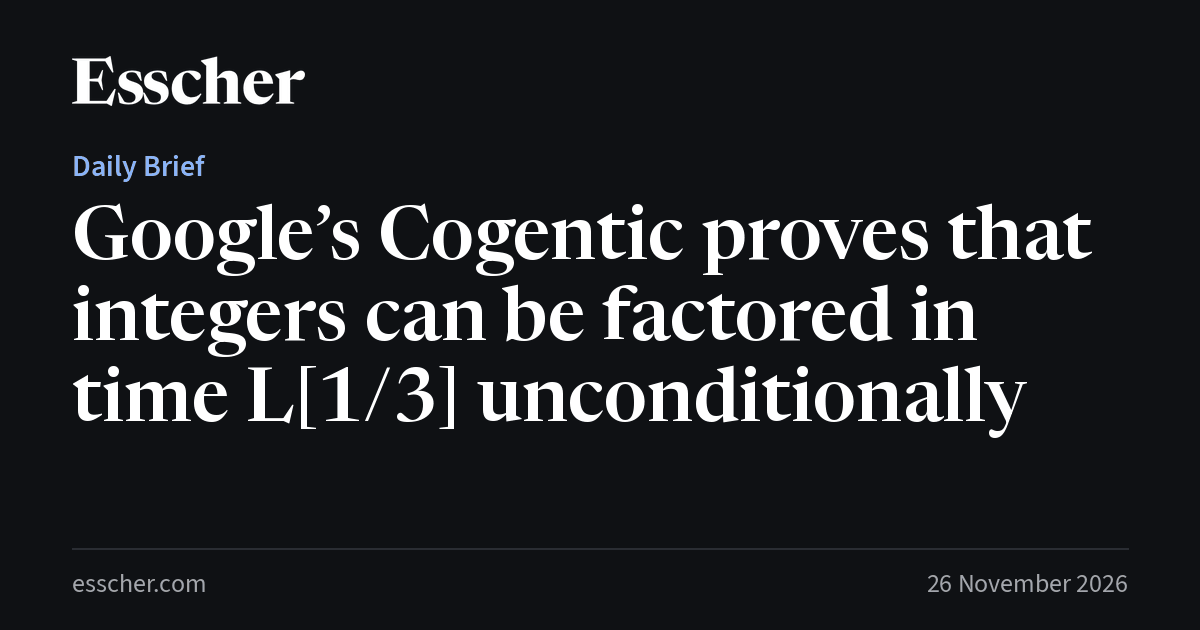 Esscher
Daily Brief
Google’s Cogentic proves that
integers can be factored in
time L[1/3] unconditionally
esscher.com
26 November 2026